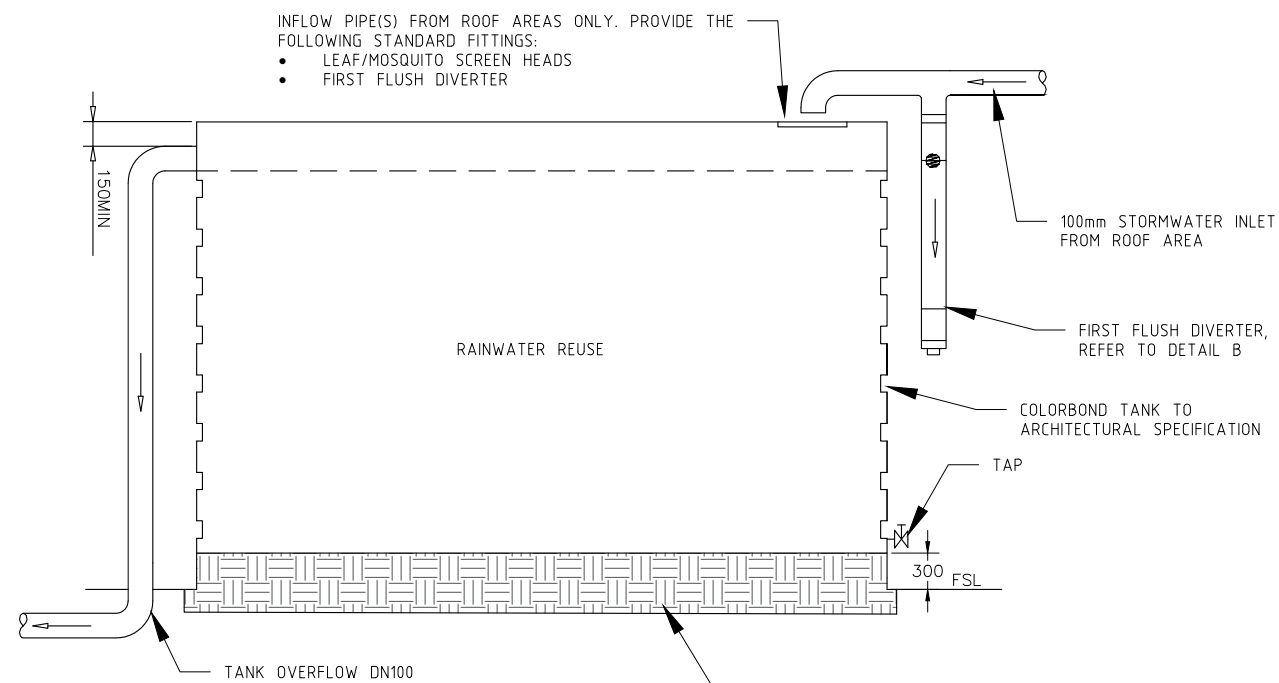 INFLOW PIPE(S) FROM ROOF AREAS ONLY. PROVIDE THE
FOLLOWING STANDARD FITTINGS:
• LEAF/MOSQUITO SCREEN HEADS
• FIRST FLUSH DIVERTER
150MIN
100mm STORMWATER INLET
FROM ROOF AREA
FIRST FLUSH DIVERTER,
REFER TO DETAIL B
RAINWATER REUSE
COLORBOND TANK TO
ARCHITECTURAL SPECIFICATION
TAP
300
FSL
TANK OVERFLOW DN100